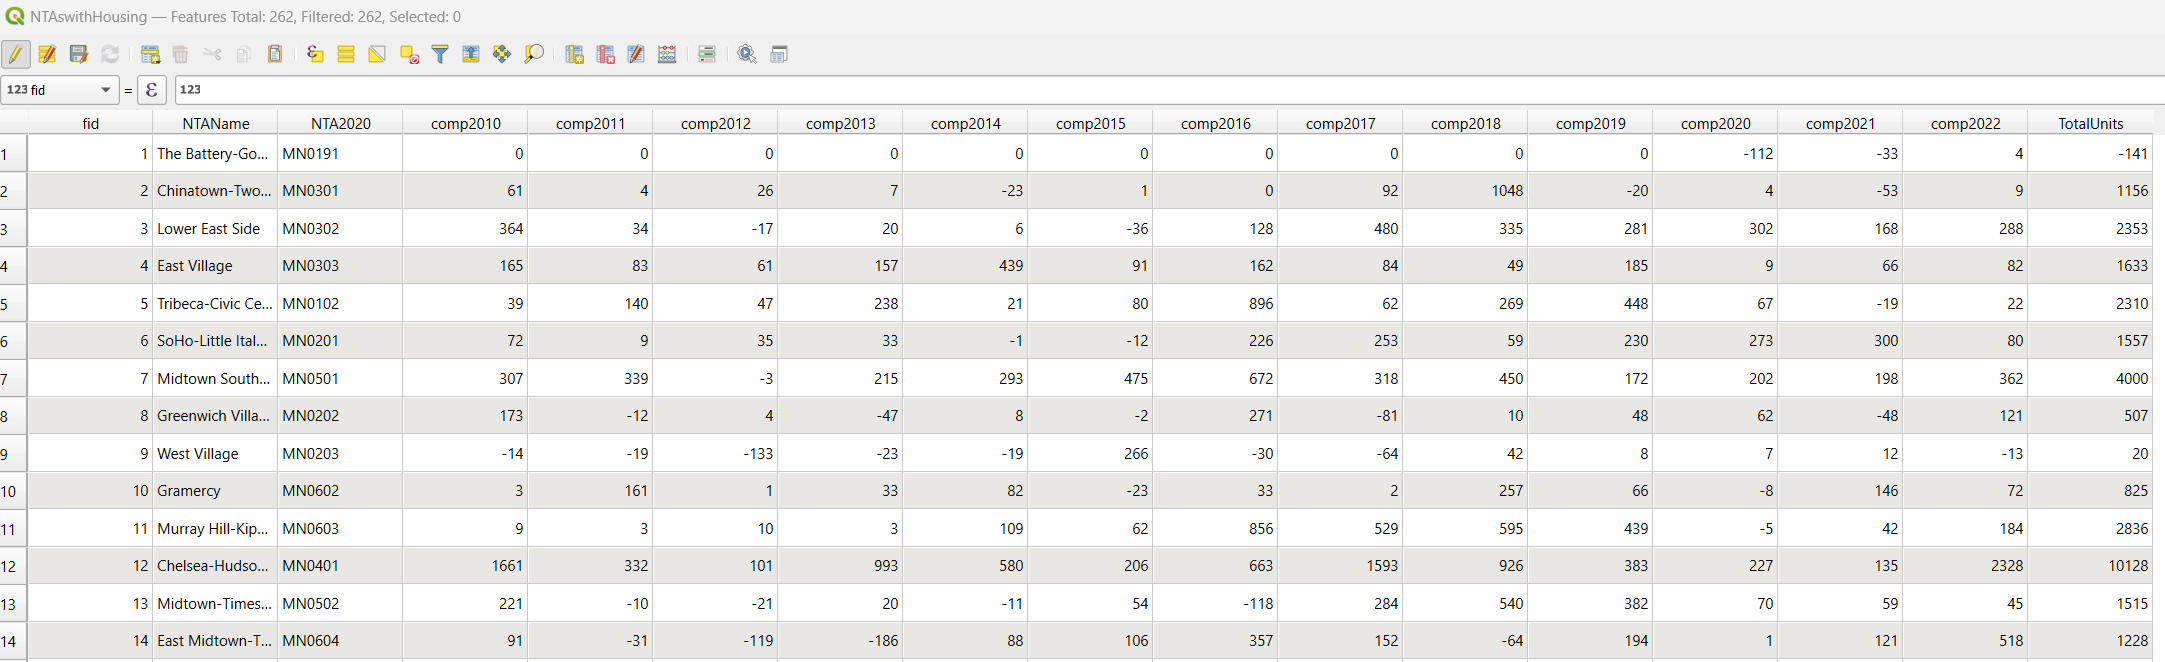 NTAswithHousing — Features Total: 262, Filtered: 262, Selected: 0
123 fid = ε 123
fid NTAName NTA2020 comp2010 comp2011 comp2012 comp2013 comp2014 comp2015 comp2016 comp2017 comp2018 comp2019 comp2020 comp2021 comp2022 TotalUnits
1 1 The Battery-Go... MN0191 0 0 0 0 0 0 0 0 0 0 -112 -33 4 -141
2 2 Chinatown-Two... MN0301 61 4 26 7 -23 1 0 92 1048 -20 4 -53 9 1156
3 3 Lower East Side MN0302 364 34 -17 20 6 -36 128 480 335 281 302 168 288 2353
4 4 East Village MN0303 165 83 61 157 439 91 162 84 49 185 9 66 82 1633
5 5 Tribeca-Civic Ce... MN0102 39 140 47 238 21 80 896 62 269 448 67 -19 22 2310
6 6 SoHo-Little Ital... MN0201 72 9 35 33 -1 -12 226 253 59 230 273 300 80 1557
7 7 Midtown South... MN0501 307 339 -3 215 293 475 672 318 450 172 202 198 362 4000
8 8 Greenwich Villa... MN0202 173 -12 4 -47 8 -2 271 -81 10 48 62 -48 121 507
9 9 West Village MN0203 -14 -19 -133 -23 -19 266 -30 -64 42 8 7 12 -13 20
10 10 Gramercy MN0602 3 161 1 33 82 -23 33 2 257 66 -8 146 72 825
11 11 Murray Hill-Kip... MN0603 9 3 10 3 109 62 856 529 595 439 -5 42 184 2836
12 12 Chelsea-Hudso... MN0401 1661 332 101 993 580 206 663 1593 926 383 227 135 2328 10128
13 13 Midtown-Times... MN0502 221 -10 -21 20 -11 54 -118 284 540 382 70 59 45 1515
14 14 East Midtown-T... MN0604 91 -31 -119 -186 88 106 357 152 -64 194 1 121 518 1228